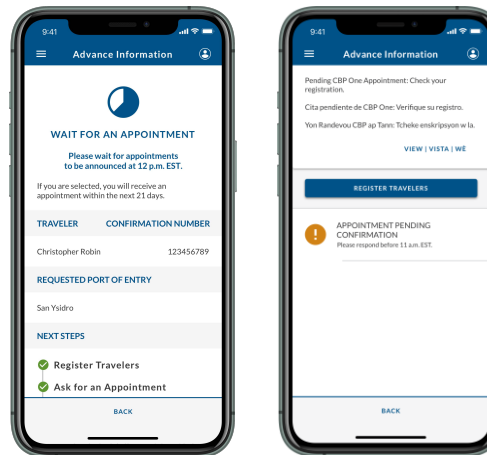 9:41
Advance Information
WAIT FOR AN APPOINTMENT
Please wait for appointments
to be announced at 12 p.m. EST.
If you are selected, you will receive an
appointment within the next 21 days.
TRAVELER CONFIRMATION NUMBER
Christopher Robin 123456789
REQUESTED PORT OF ENTRY
San Ysidro
NEXT STEPS
Register Travelers
Ask for an Appointment
BACK
9:41
Advance Information
Pending CBP One Appointment: Check your
registration.
Cita pendiente de CBP One: Verifique su registro.
Yon Randevou CBP ap Tann: Tcheke enskripsyon w la.
VIEW | VISTA | WÈ
REGISTER TRAVELERS
APPOINTMENT PENDING
CONFIRMATION
Please respond before 11 a.m. EST.
BACK